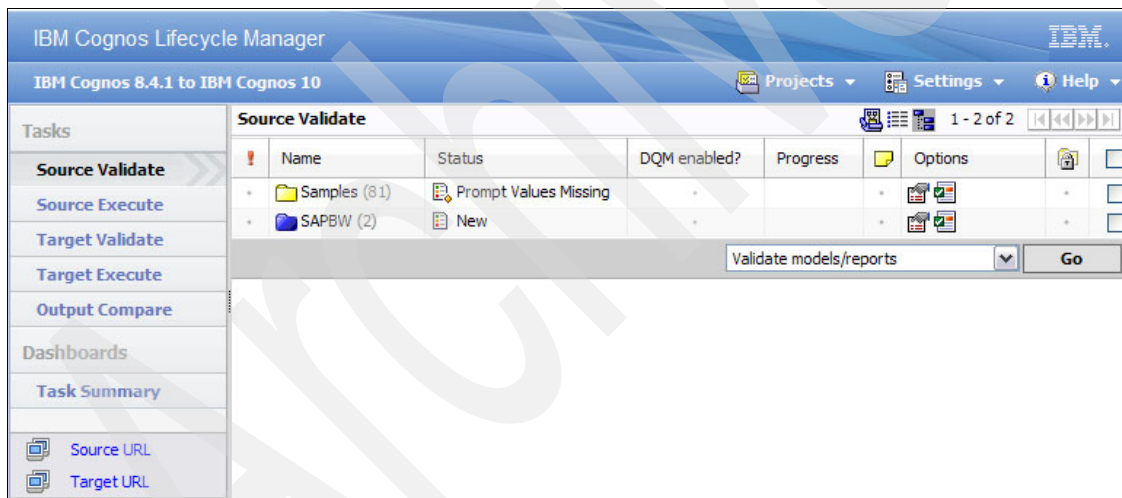 IBM Cognos Lifecycle Manager
IBM.
IBM Cognos 8.4.1 to IBM Cognos 10
Projects
Settings
Help
Tasks
Source Validate
Source Execute
Target Validate
Target Execute
Output Compare
Dashboards
Task Summary
Source URL
Target URL
Source Validate
1 - 2 of 2
! Name Status DQM enabled? Progress Options
Samples (81) Prompt Values Missing
SAPBW (2) New
Validate models/reports Go